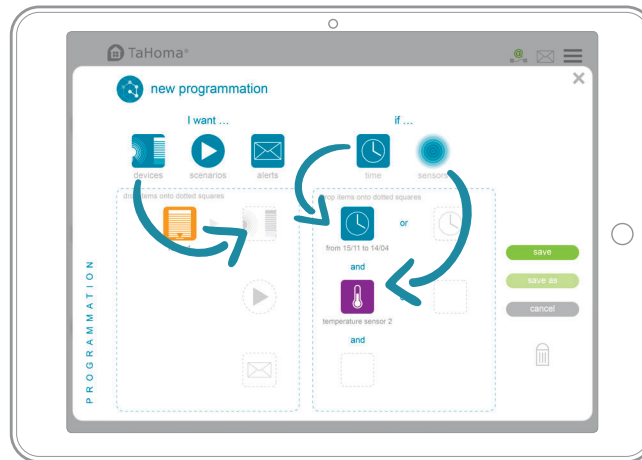 TaHoma®
new programmation
I want ...
if ...
devices
scenarios
alerts
time
sensors
drop items onto dotted squares
drop items onto dotted squares
or
from 15/11 to 14/04
and
temperature sensor 2
and
save
save as
cancel
PROGRAMMATION